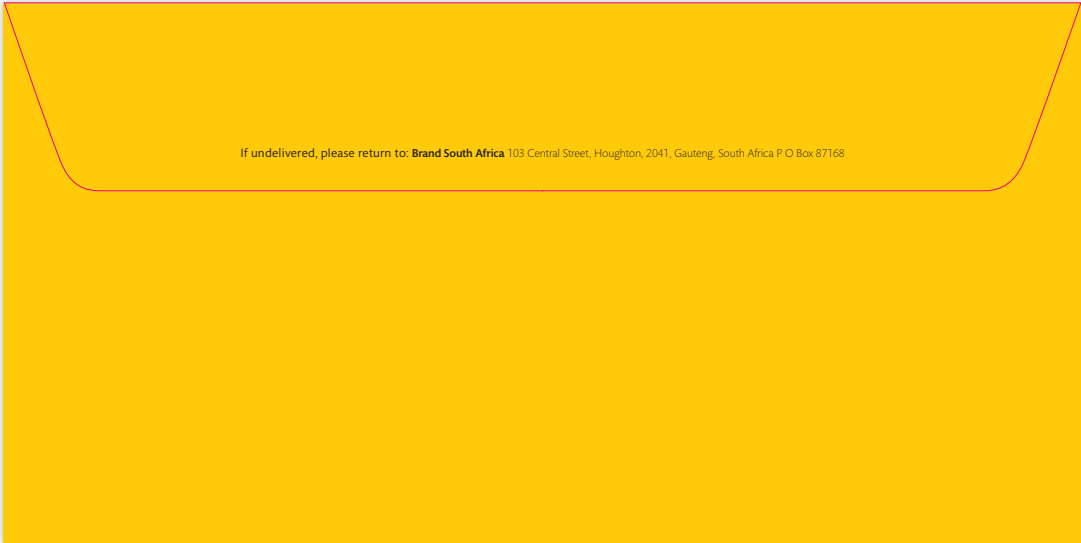 If undelivered, please return to: Brand South Africa 103 Central Street, Houghton, 2041, Gauteng, South Africa P O Box 87168